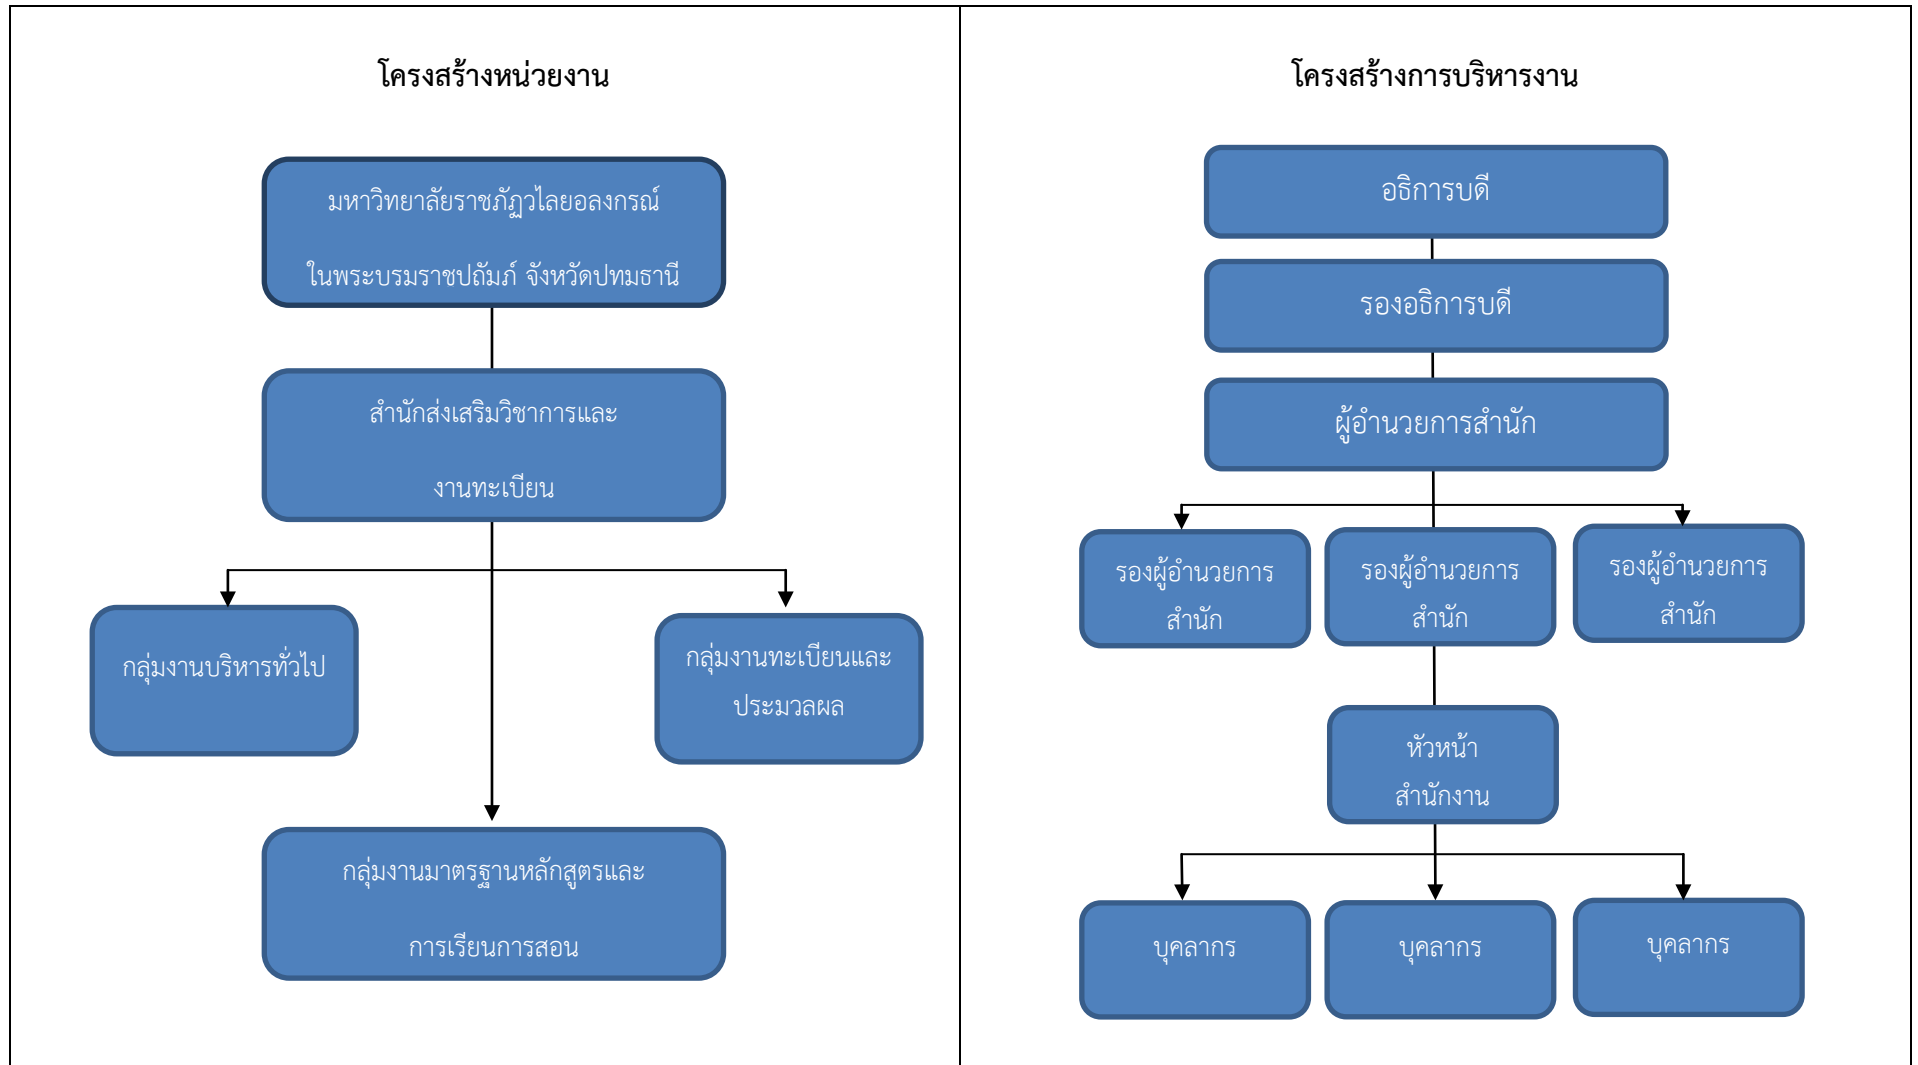 โครงสร้างหน่วยงาน
มหาวิทยาลัยราชภัฏวไลยอลงกรณ์
ในพระบรมราชปถัมภ์ จังหวัดปทมธานี
สำนักส่งเสริมวิชาการและ
งานทะเบียน
กลุ่มงานบริหารทั่วไป
กลุ่มงานทะเบียนและ
ประมวลผล
กลุ่มงานมาตรฐานหลักสูตรและ
การเรียนการสอน
โครงสร้างการบริหารงาน
อธิการบดี
รองอธิการบดี
ผู้อำนวยการสำนัก
รองผู้อำนวยการ
สำนัก
รองผู้อำนวยการ
สำนัก
รองผู้อำนวยการ
สำนัก
หัวหน้า
สำนักงาน
บุคลากร
บุคลากร
บุคลากร